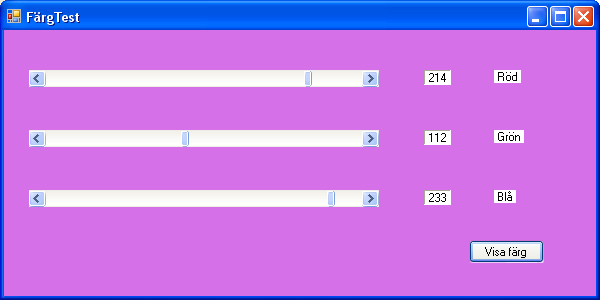 FärgTest
214 Röd
112 Grön
233 Blå
Visa färg